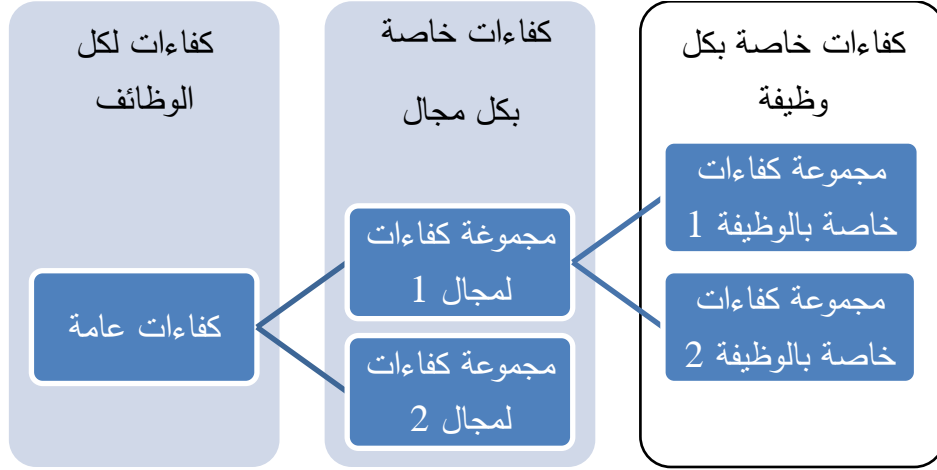 كفاءات خاصة بكل
وظيفة
مجموعة كفاءات
خاصة بالوظيفة 1
مجموعة كفاءات
خاصة بالوظيفة 2
كفاءات خاصة
بكل مجال
مجموغة كفاءات
لمجال 1
مجموعة كفاءات
لمجال 2
كفاءات لكل
الوظائف
كفاءات عامة